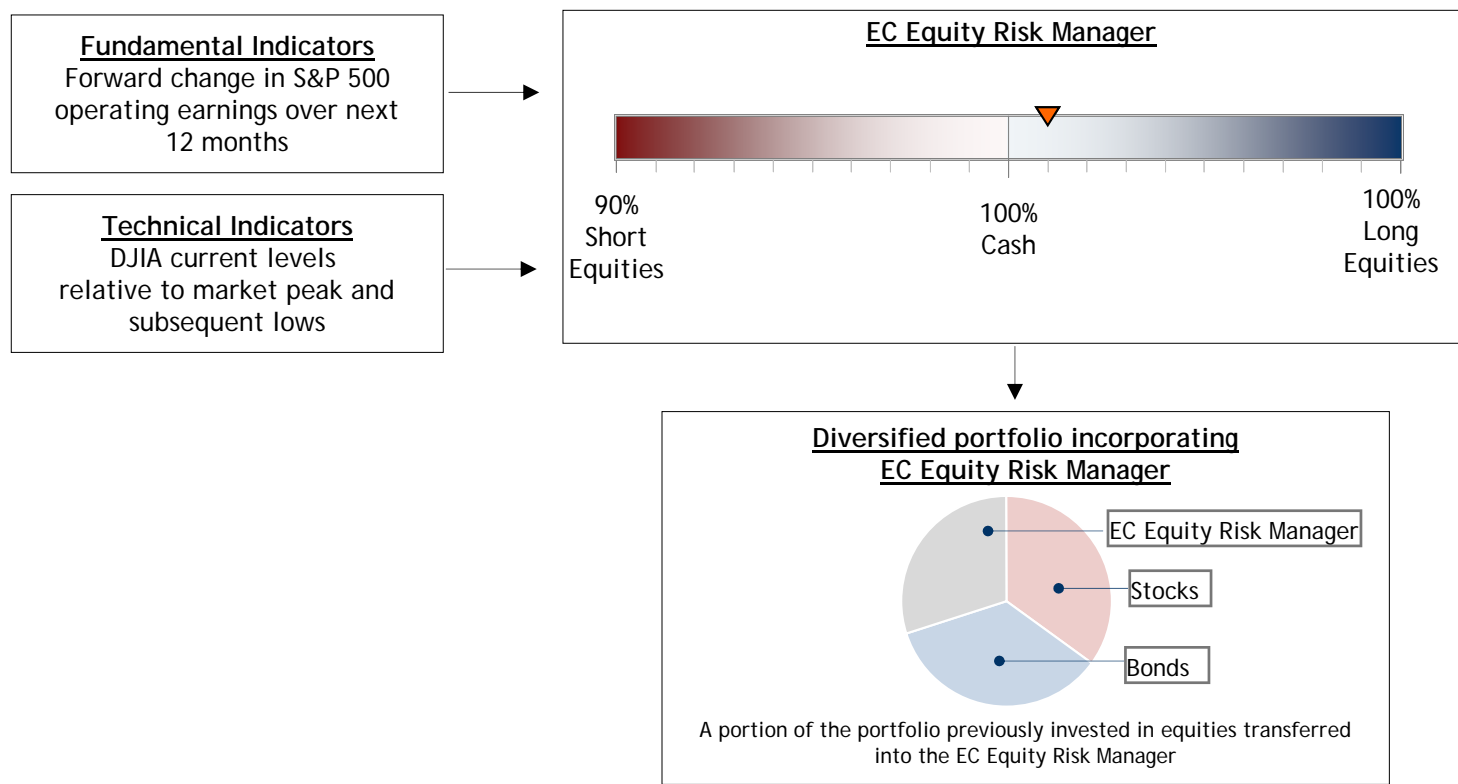 Fundamental Indicators
Forward change in S&P 500
operating earnings over next
12 months
Technical Indicators
DJIA current levels
relative to market peak and
subsequent lows
EC Equity Risk Manager
90%
Short
Equities
100%
Cash
100%
Long
Equities
Diversified portfolio incorporating
EC Equity Risk Manager
EC Equity Risk Manager
Stocks
Bonds
A portion of the portfolio previously invested in equities transferred
into the EC Equity Risk Manager